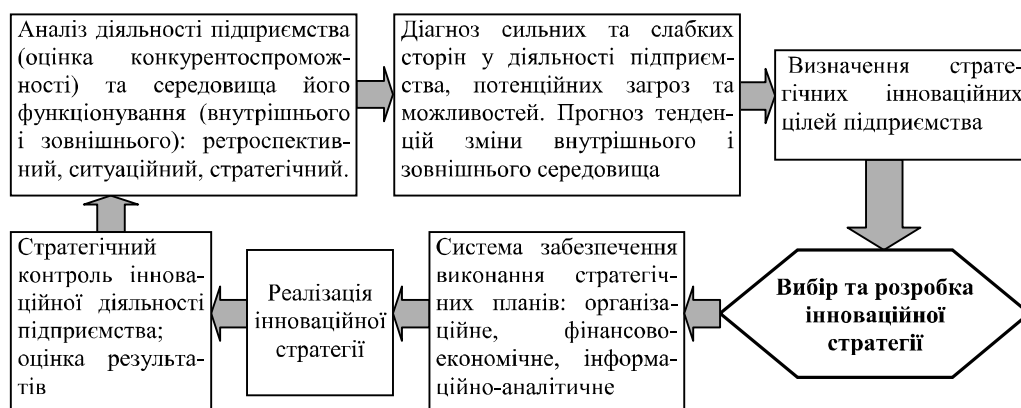 Аналіз діяльності підприємства
(оцінка конкурентоспромож-
ності) та середовища його
функціонування (внутрішнього
і зовнішнього): ретроспектив-
ний, ситуаційний, стратегічний.
Діагноз сильних та слабких
сторін у діяльності підприєм-
ства, потенційних загроз та
можливостей. Прогноз тенден-
цій зміни внутрішнього і
зовнішнього середовища
Визначення страте-
гічних інноваційних
цілей підприємства
Вибір та розробка
інноваційної
стратегії
Система забезпечення
виконання стратегіч-
них планів: організа-
ційне, фінансово-
економічне, інформа-
ційно-аналітичне
Реалізація
інноваційної
стратегії
Стратегічний
контроль іннова-
ційної діяльності
підприємства;
оцінка результа-
тів